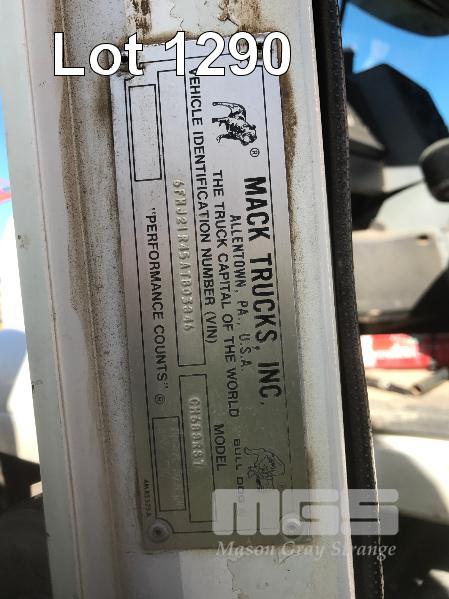 Lot 1290
MACK TRUCKS, INC.
ALLENTOWN, PA., U.S.A.
THE TRUCK CAPITAL OF THE WORLD
VEHICLE IDENTIFICATION NUMBER (VIN)
MODEL
BULL DOG
"PERFORMANCE COUNTS" ®
®
MGS
Mason Gray Strange